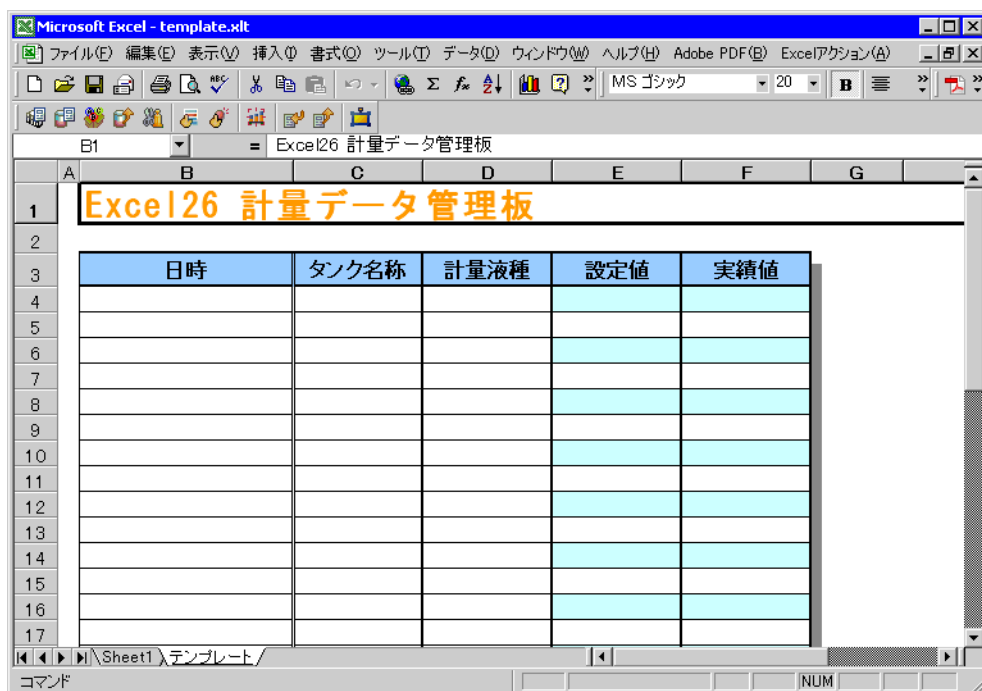 Microsoft Excel - template.xlt
ファイル(F) 編集(E) 表示(V) 挿入(I) 書式(O) ツール(T) データ(D) ウィンドウ(W) ヘルプ(H) Adobe PDF(B) Excelアクション(A)
MS ゴシック 20 B
B1 = Excel26 計量データ管理板
A B C D E F G
1 Excel26 計量データ管理板
2
3 日時 タンク名称 計量液種 設定値 実績値
4
5
6
7
8
9
10
11
12
13
14
15
16
17
Sheet1 テンプレート
コマンド NUM